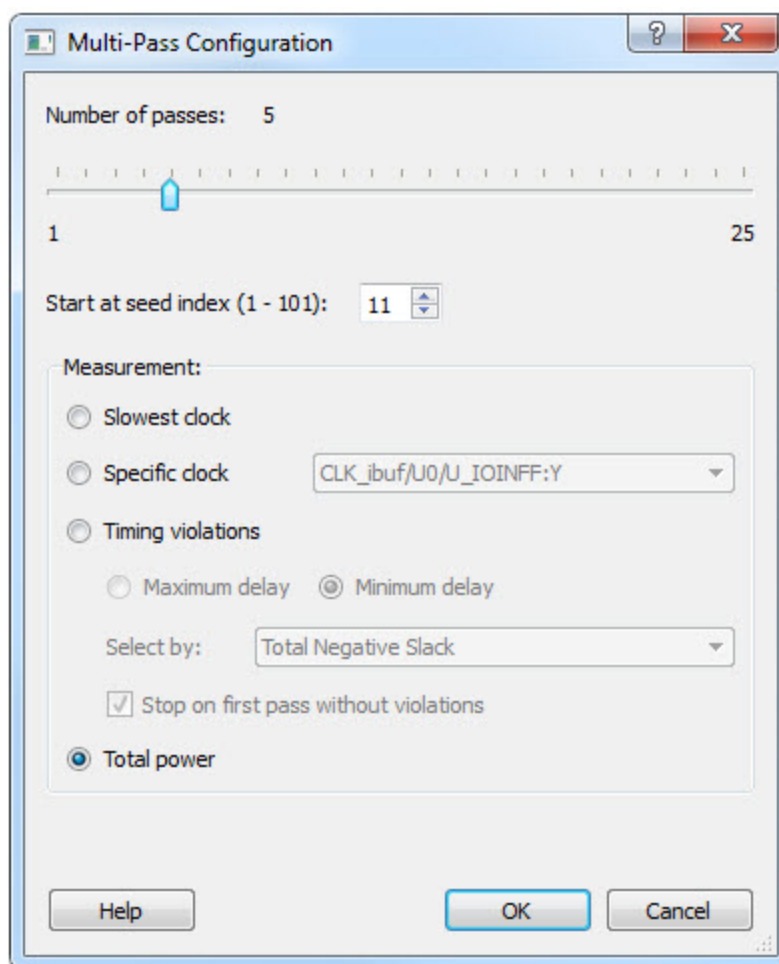 Multi-Pass Configuration
?
Number of passes: 5
1 25
Start at seed index (1 - 101): 11
Measurement:
Slowest clock
Specific clock CLK_ibuf/U0/U_IOINFF:Y
Timing violations
Maximum delay Minimum delay
Select by: Total Negative Slack
Stop on first pass without violations
Total power
Help OK Cancel